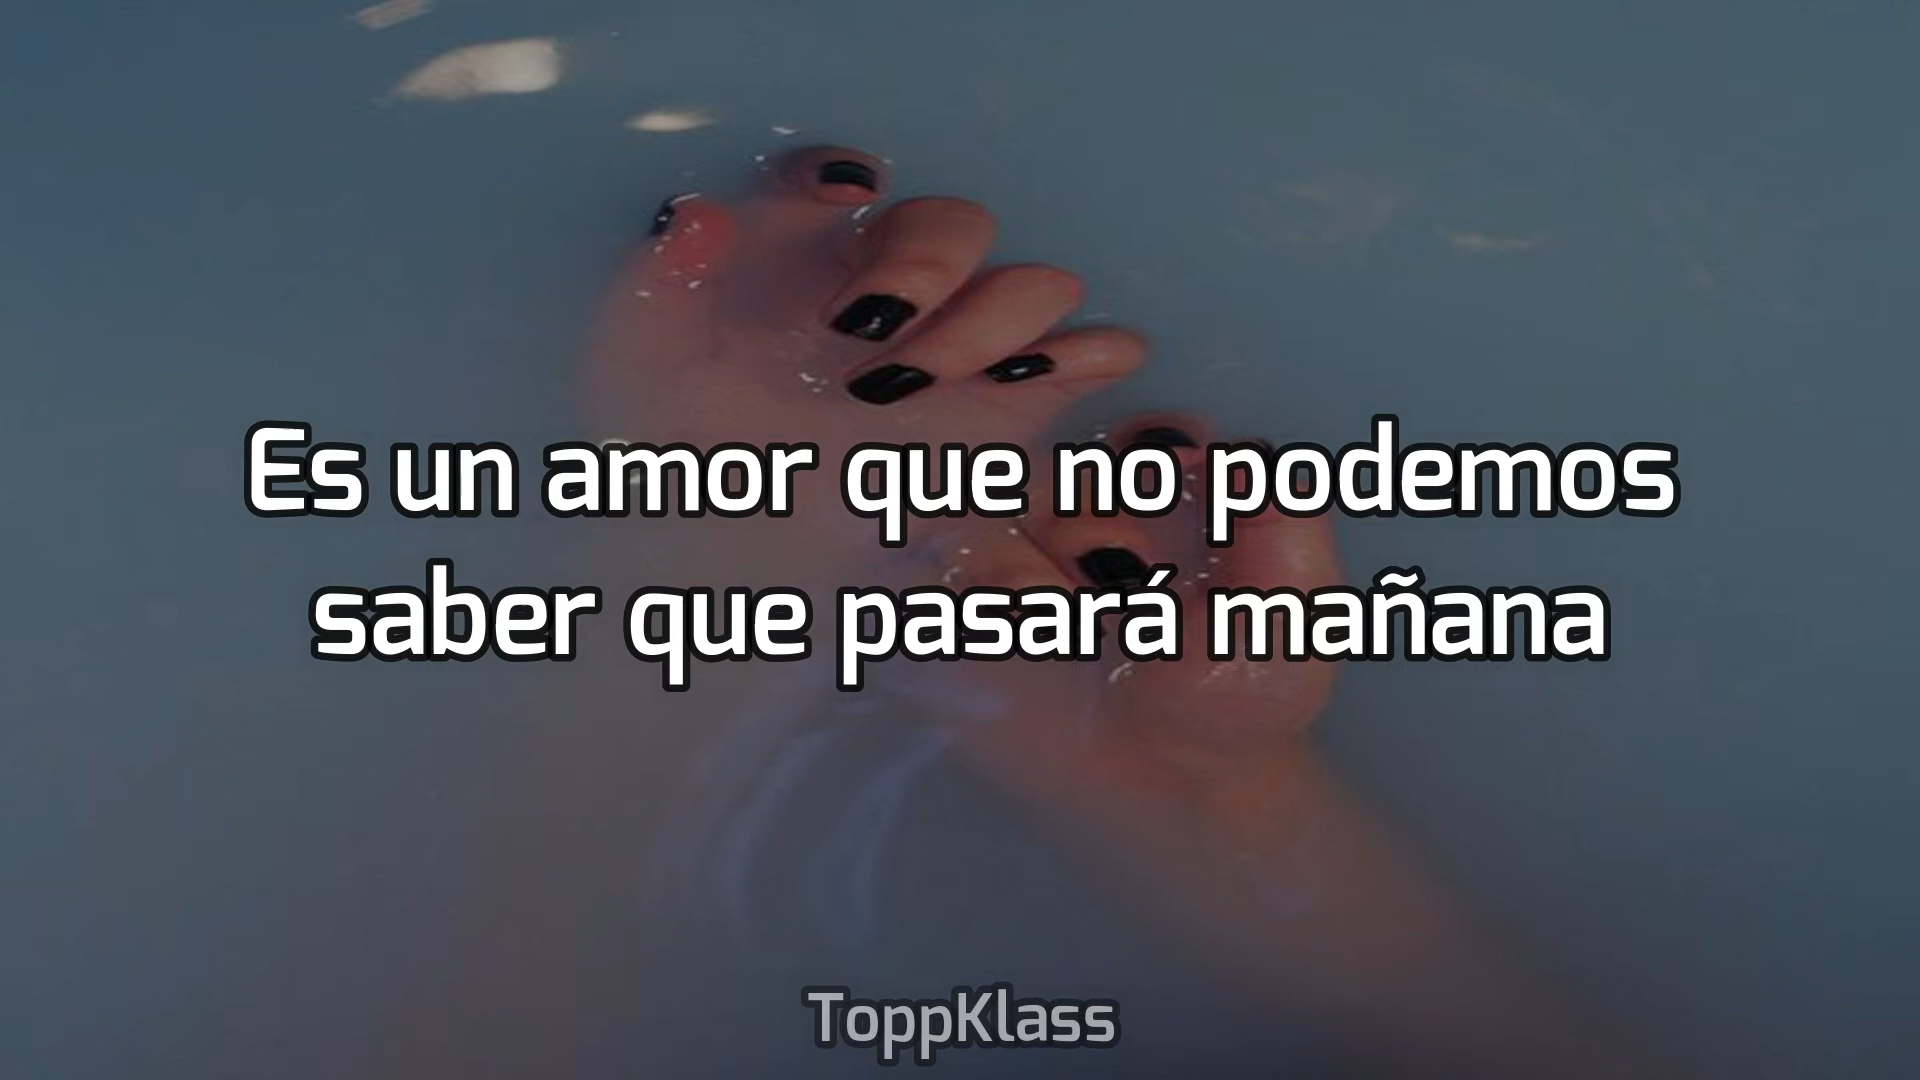 Es un amor que no podemos
saber que pasará mañana
ToppKlass